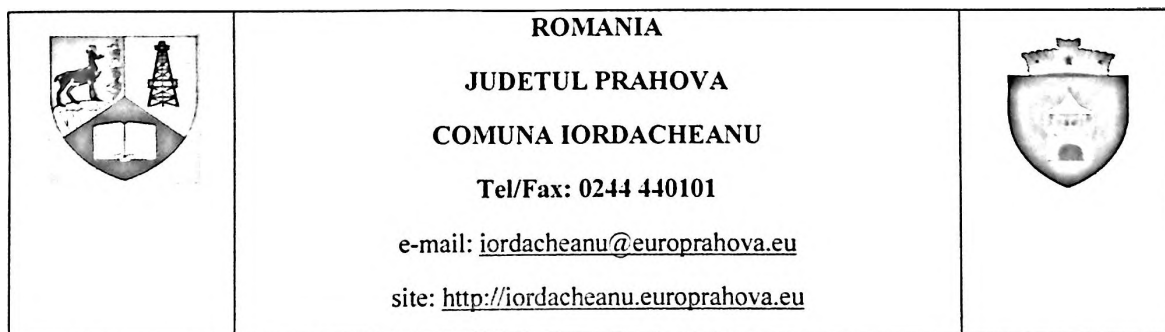 ROMANIA
JUDETUL PRAHOVA
COMUNA IORDACHEANU
Tel/Fax: 0244 440101
e-mail: iordacheanu@europrahova.eu
site: http://iordacheanu.europrahova.eu